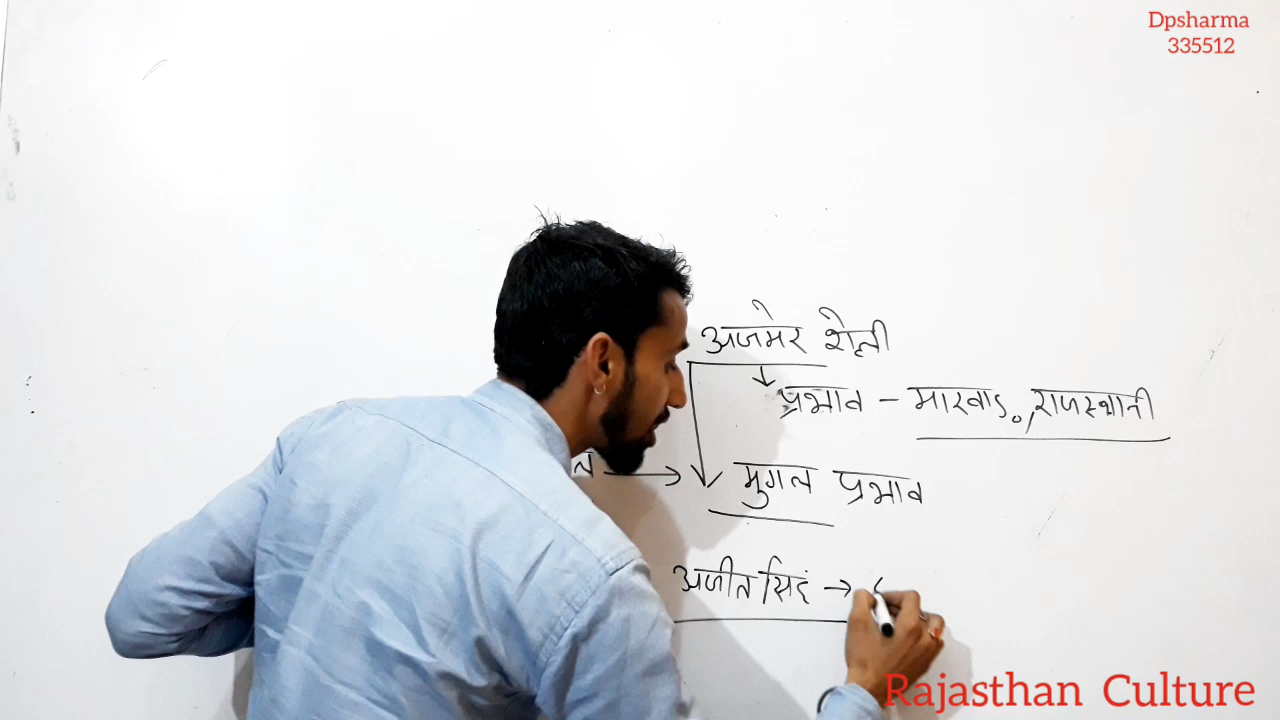 Dpsharma
335512
अजमेर शैली
प्रभाव - मारवाड़, राजस्थानी
→ मुगल प्रभाव
अजीत सिंह →
Rajasthan Culture